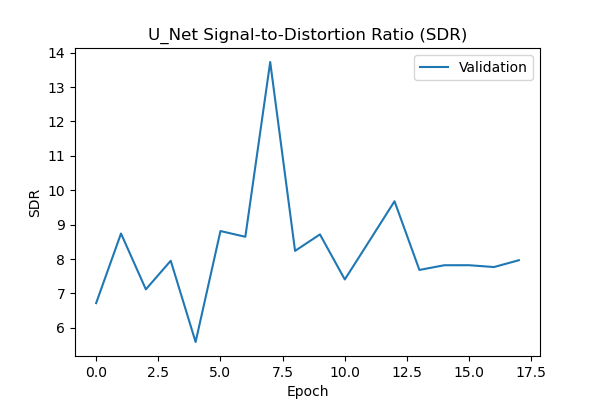 U_Net Signal-to-Distortion Ratio (SDR)
Validation
SDR
14
13
12
11
10
9
8
7
6
0.0 2.5 5.0 7.5 10.0 12.5 15.0 17.5
Epoch